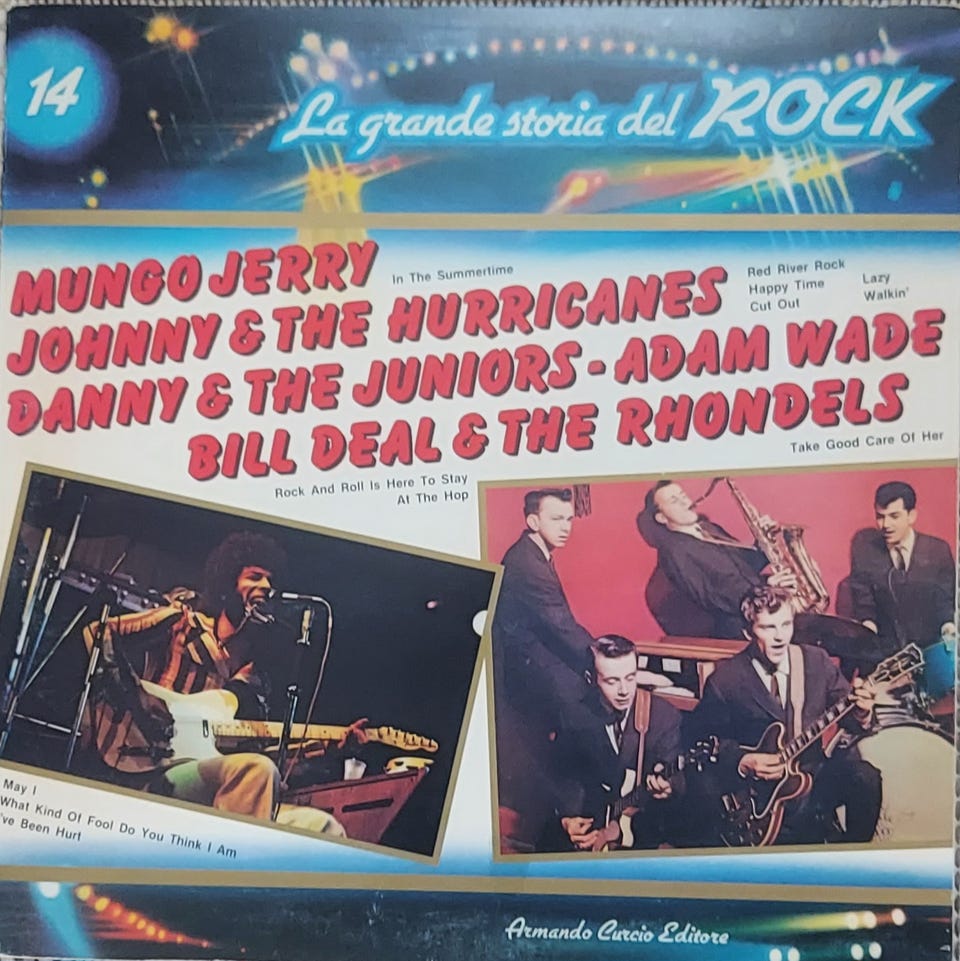 14
La grande storia del ROCK
MUNGO JERRY
In The Summertime
JOHNNY & THE HURRICANES
Red River Rock
Happy Time
Cut Out
Lazy
Walkin'
DANNY & THE JUNIORS - ADAM WADE
BILL DEAL & THE RHONDELS
Take Good Care Of Her
Rock And Roll Is Here To Stay
At The Hop
May I
What Kind Of Fool Do You Think I Am
've Been Hurt
Armando Curcio Editore